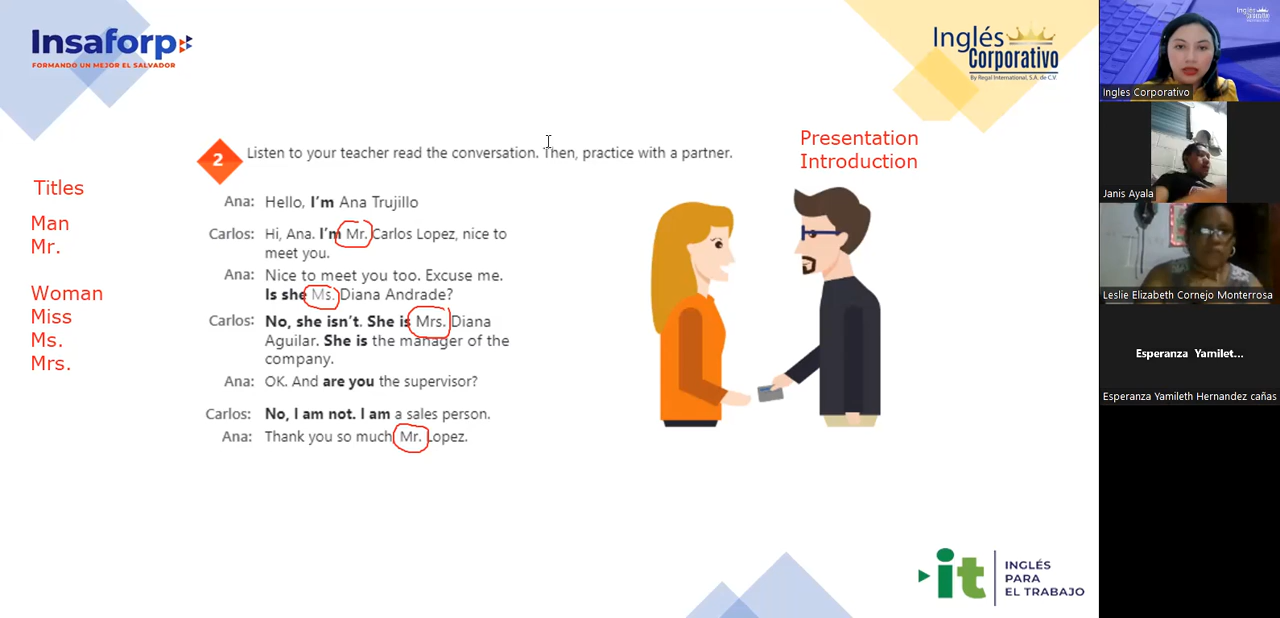 Insaforp
FORMANDO UN MEJOR EL SALVADOR
Inglés
Corporativo
By Regal International, S.A. de C.V.
2
Listen to your teacher read the conversation. Then, practice with a partner.
Presentation
Introduction
Titles
Man
Mr.
Woman
Miss
Ms.
Mrs.
Ana: Hello, I'm Ana Trujillo
Carlos: Hi, Ana. I'm Mr. Carlos Lopez, nice to
meet you.
Ana: Nice to meet you too. Excuse me.
Is she Ms. Diana Andrade?
Carlos: No, she isn't. She is Mrs. Diana
Aguilar. She is the manager of the
company.
Ana: OK. And are you the supervisor?
Carlos: No, I am not. I am a sales person.
Ana: Thank you so much Mr. Lopez.
it
INGLÉS
PARA
EL TRABAJO
Ingles Corporativo
Janis Ayala
Leslie Elizabeth Cornejo Monterrosa
Esperanza Yamilet...
Esperanza Yamileth Hernandez cañas